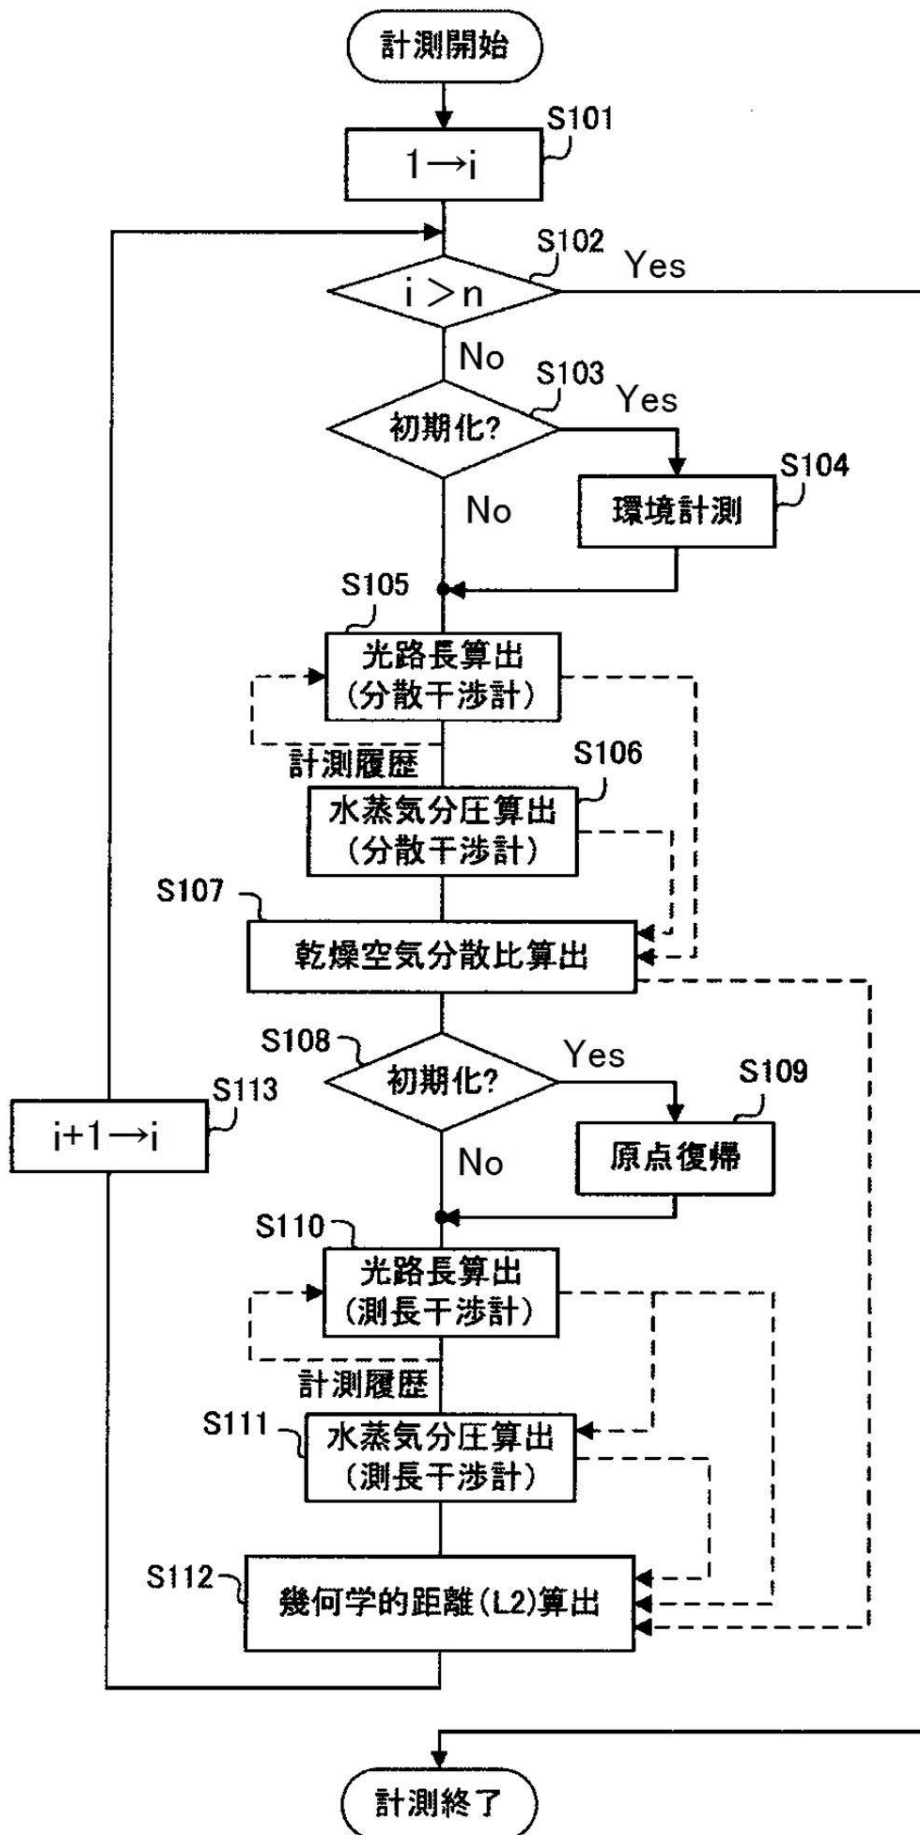 計測開始
S101
1→i
S102
i＞n
Yes
No
S103
初期化?
Yes
No
S104
環境計測
S105
光路長算出
(分散干渉計)
計測履歴
S106
水蒸気分圧算出
(分散干渉計)
S107
乾燥空気分散比算出
S108
初期化?
Yes
No
S109
原点復帰
S113
i+1→i
S110
光路長算出
(測長干渉計)
計測履歴
S111
水蒸気分圧算出
(測長干渉計)
S112
幾何学的距離(L2)算出
計測終了